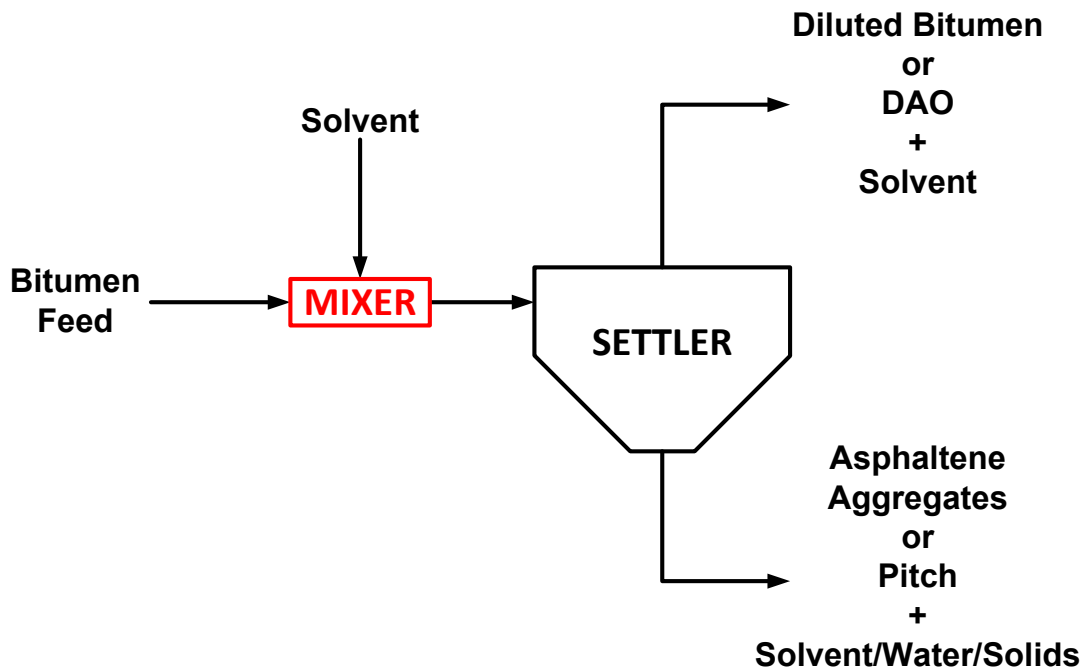 Solvent
Bitumen
Feed
MIXER
SETTLER
Diluted Bitumen
or
DAO
+
Solvent
Asphaltene
Aggregates
or
Pitch
+
Solvent/Water/Solids